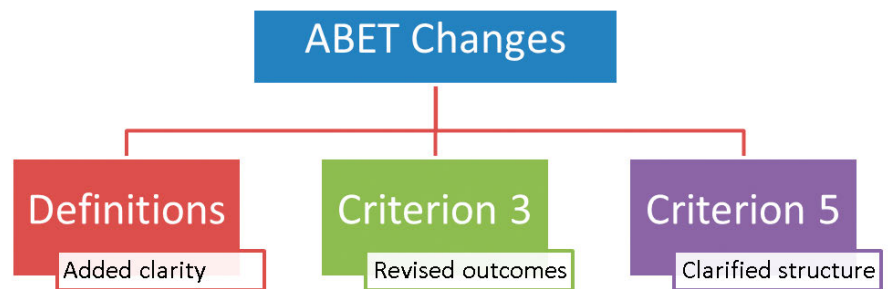 ABET Changes
Definitions
Added clarity
Criterion 3
Revised outcomes
Criterion 5
Clarified structure